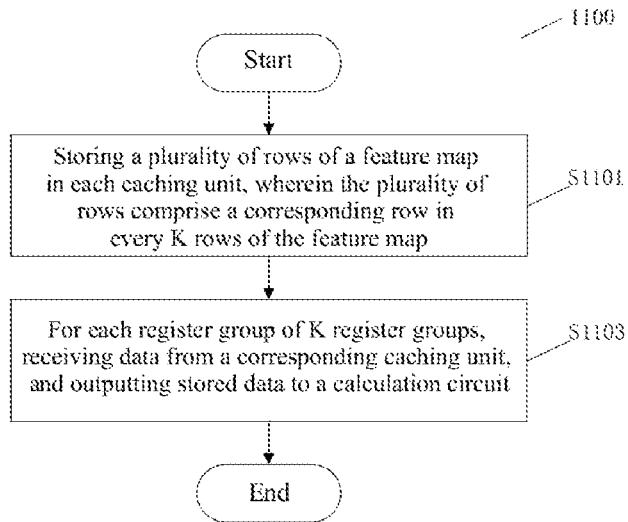 1100
Start
Storing a plurality of rows of a feature map
in each caching unit, wherein the plurality of
rows comprise a corresponding row in
every K rows of the feature map
S1101
For each register group of K register groups,
receiving data from a corresponding caching unit,
and outputting stored data to a calculation circuit
S1103
End